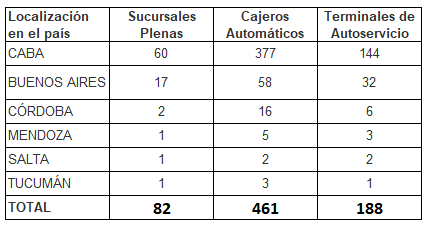 Localización en el país Sucursales Plenas Cajeros Automáticos Terminales de Autoservicio
CABA 60 377 144
BUENOS AIRES 17 58 32
CÓRDOBA 2 16 6
MENDOZA 1 5 3
SALTA 1 2 2
TUCUMÁN 1 3 1
TOTAL 82 461 188